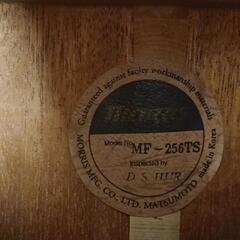 Guaranteed against faulty workmanship materials
Morris
Model No. MF-256TS
Inspected by
D.S. HUR
made in Korea
MORRIS MFG. CO., LTD. MATSUMOTO